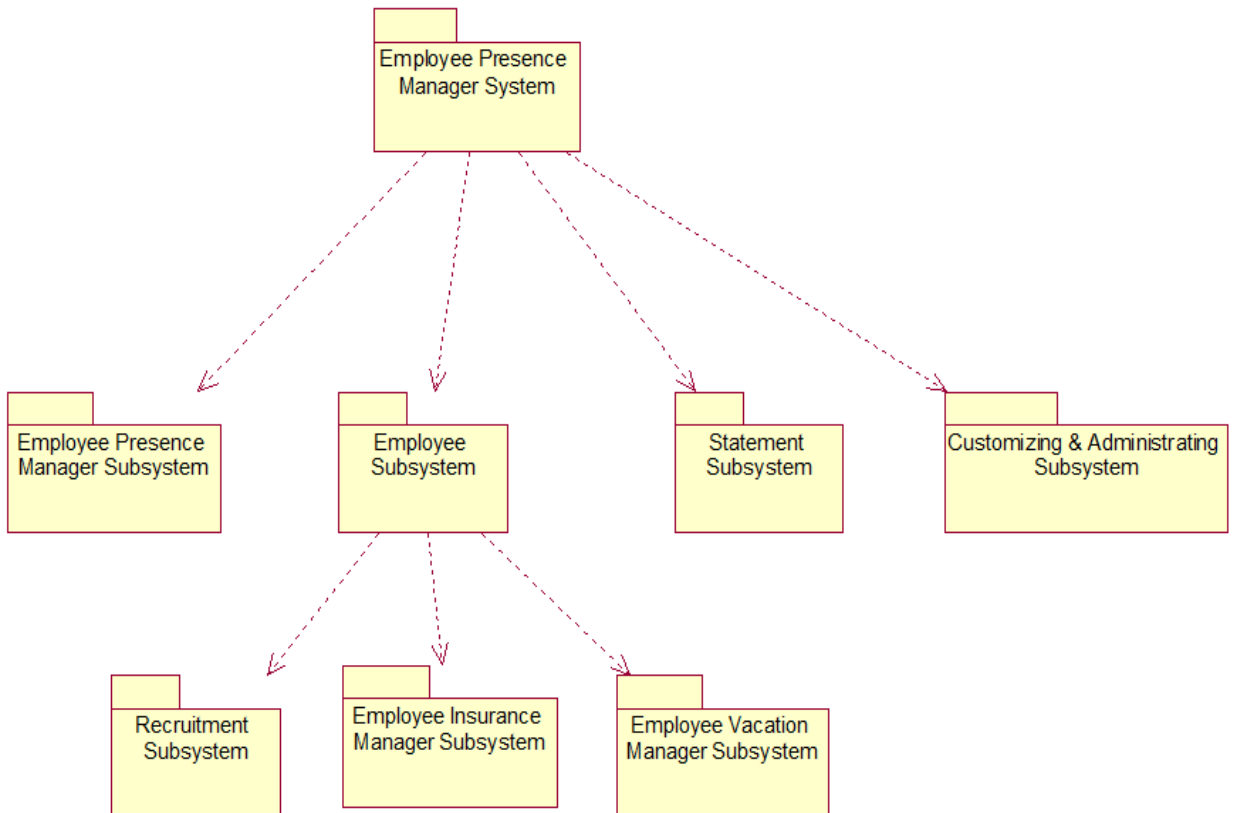 Employee Presence
Manager System
Employee Presence
Manager Subsystem
Employee
Subsystem
Statement
Subsystem
Customizing & Administrating
Subsystem
Recruitment
Subsystem
Employee Insurance
Manager Subsystem
Employee Vacation
Manager Subsystem